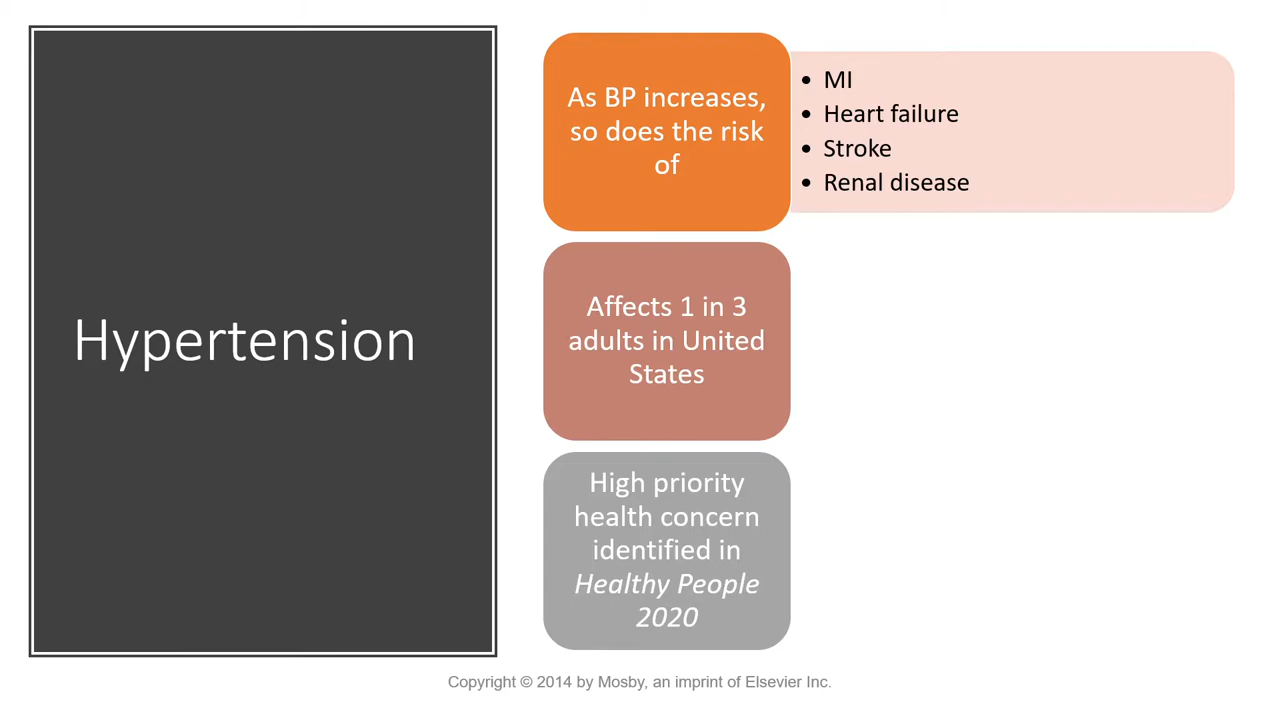 Hypertension
As BP increases,
so does the risk
of
• MI
• Heart failure
• Stroke
• Renal disease
Affects 1 in 3
adults in United
States
High priority
health concern
identified in
Healthy People
2020
Copyright © 2014 by Mosby, an imprint of Elsevier Inc.